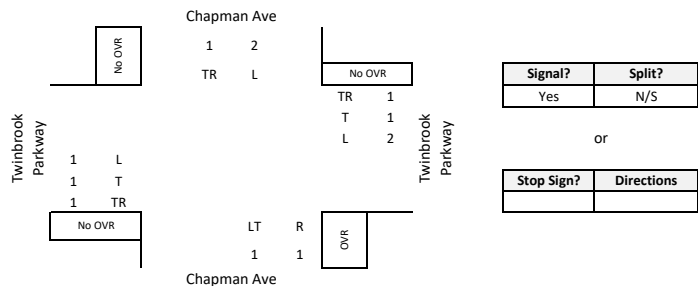 Chapman Ave
1 2
TR L
No OVR
No OVR
TR 1
T 1
L 2
Twinbrook
Parkway
1 L
1 T
1 TR
No OVR
LT R
1 1
OVR
Chapman Ave
Twinbrook
Parkway
Signal? Split?
Yes N/S
or
Stop Sign? Directions